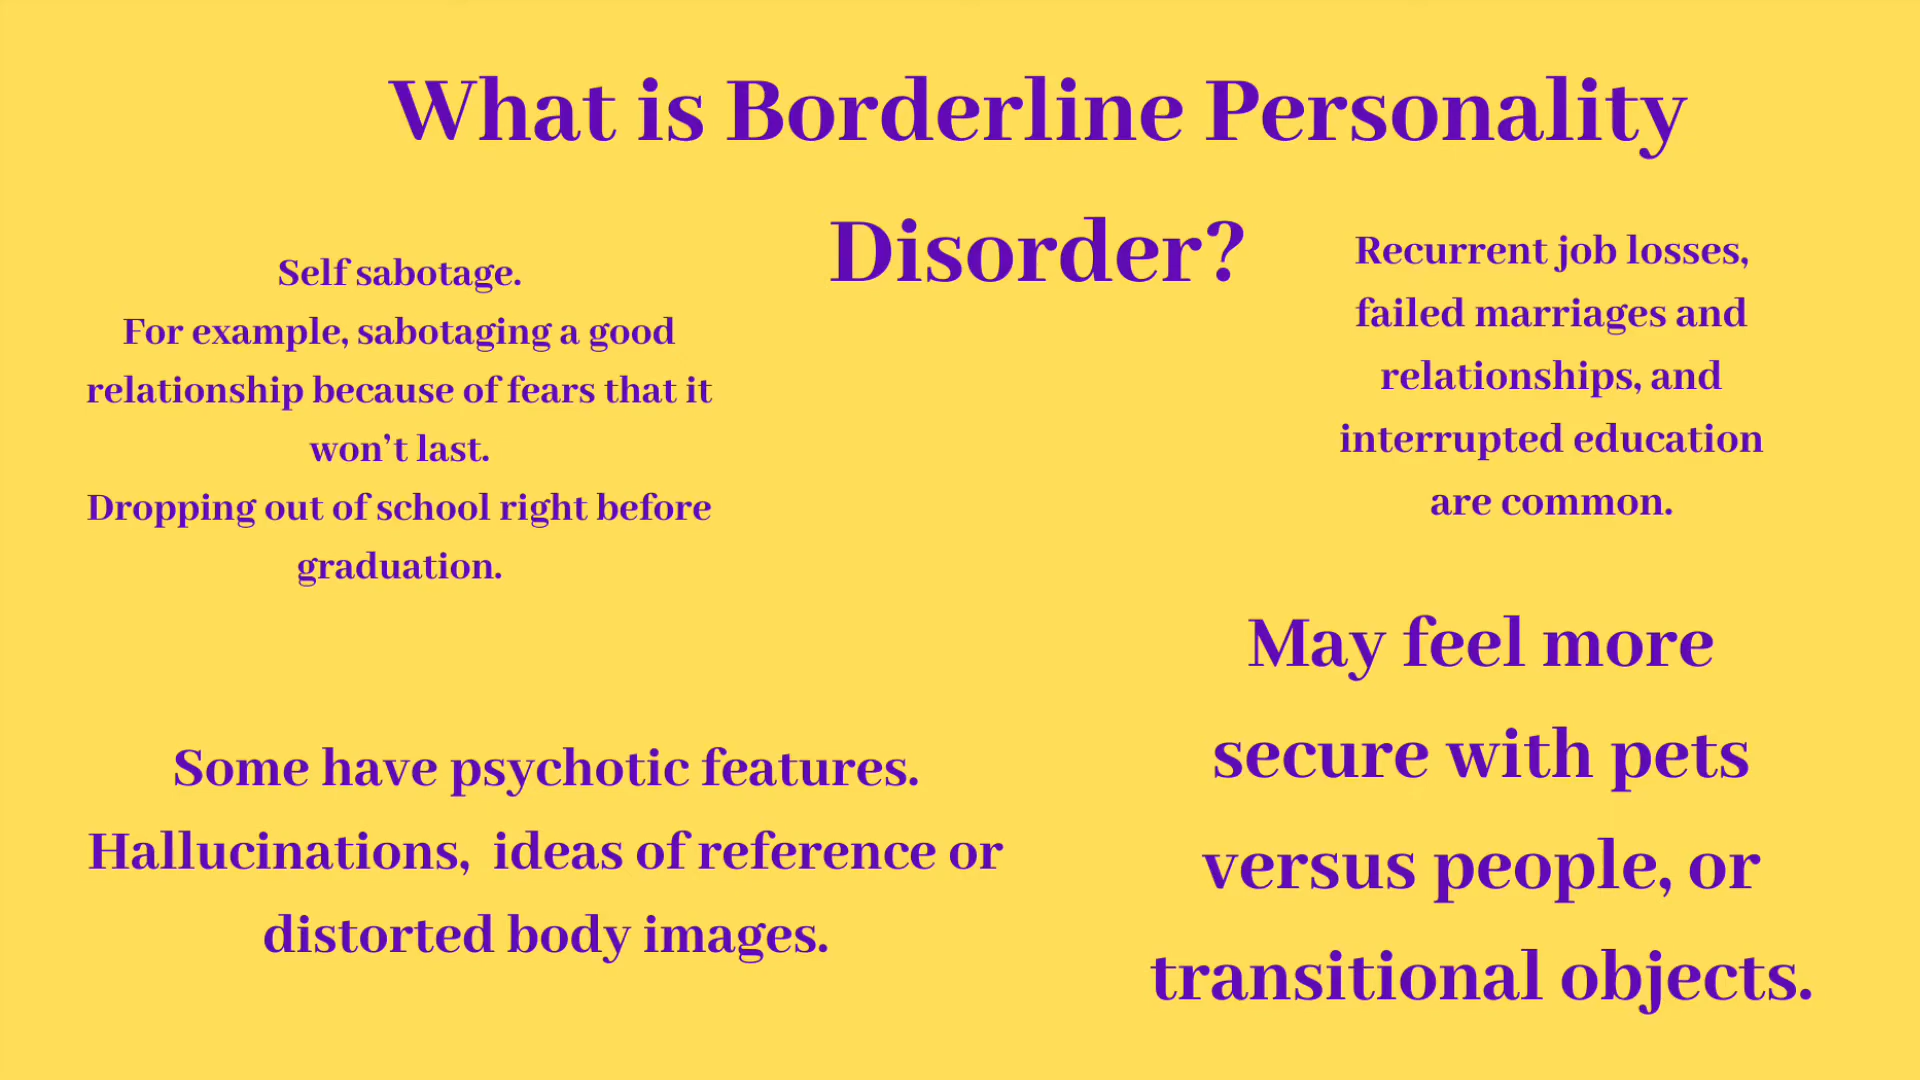 What is Borderline Personality
Disorder?
Self sabotage.
For example, sabotaging a good
relationship because of fears that it
won’t last.
Dropping out of school right before
graduation.
Recurrent job losses,
failed marriages and
relationships, and
interrupted education
are common.
Some have psychotic features.
Hallucinations,  ideas of reference or
distorted body images.
May feel more
secure with pets
versus people, or
transitional objects.